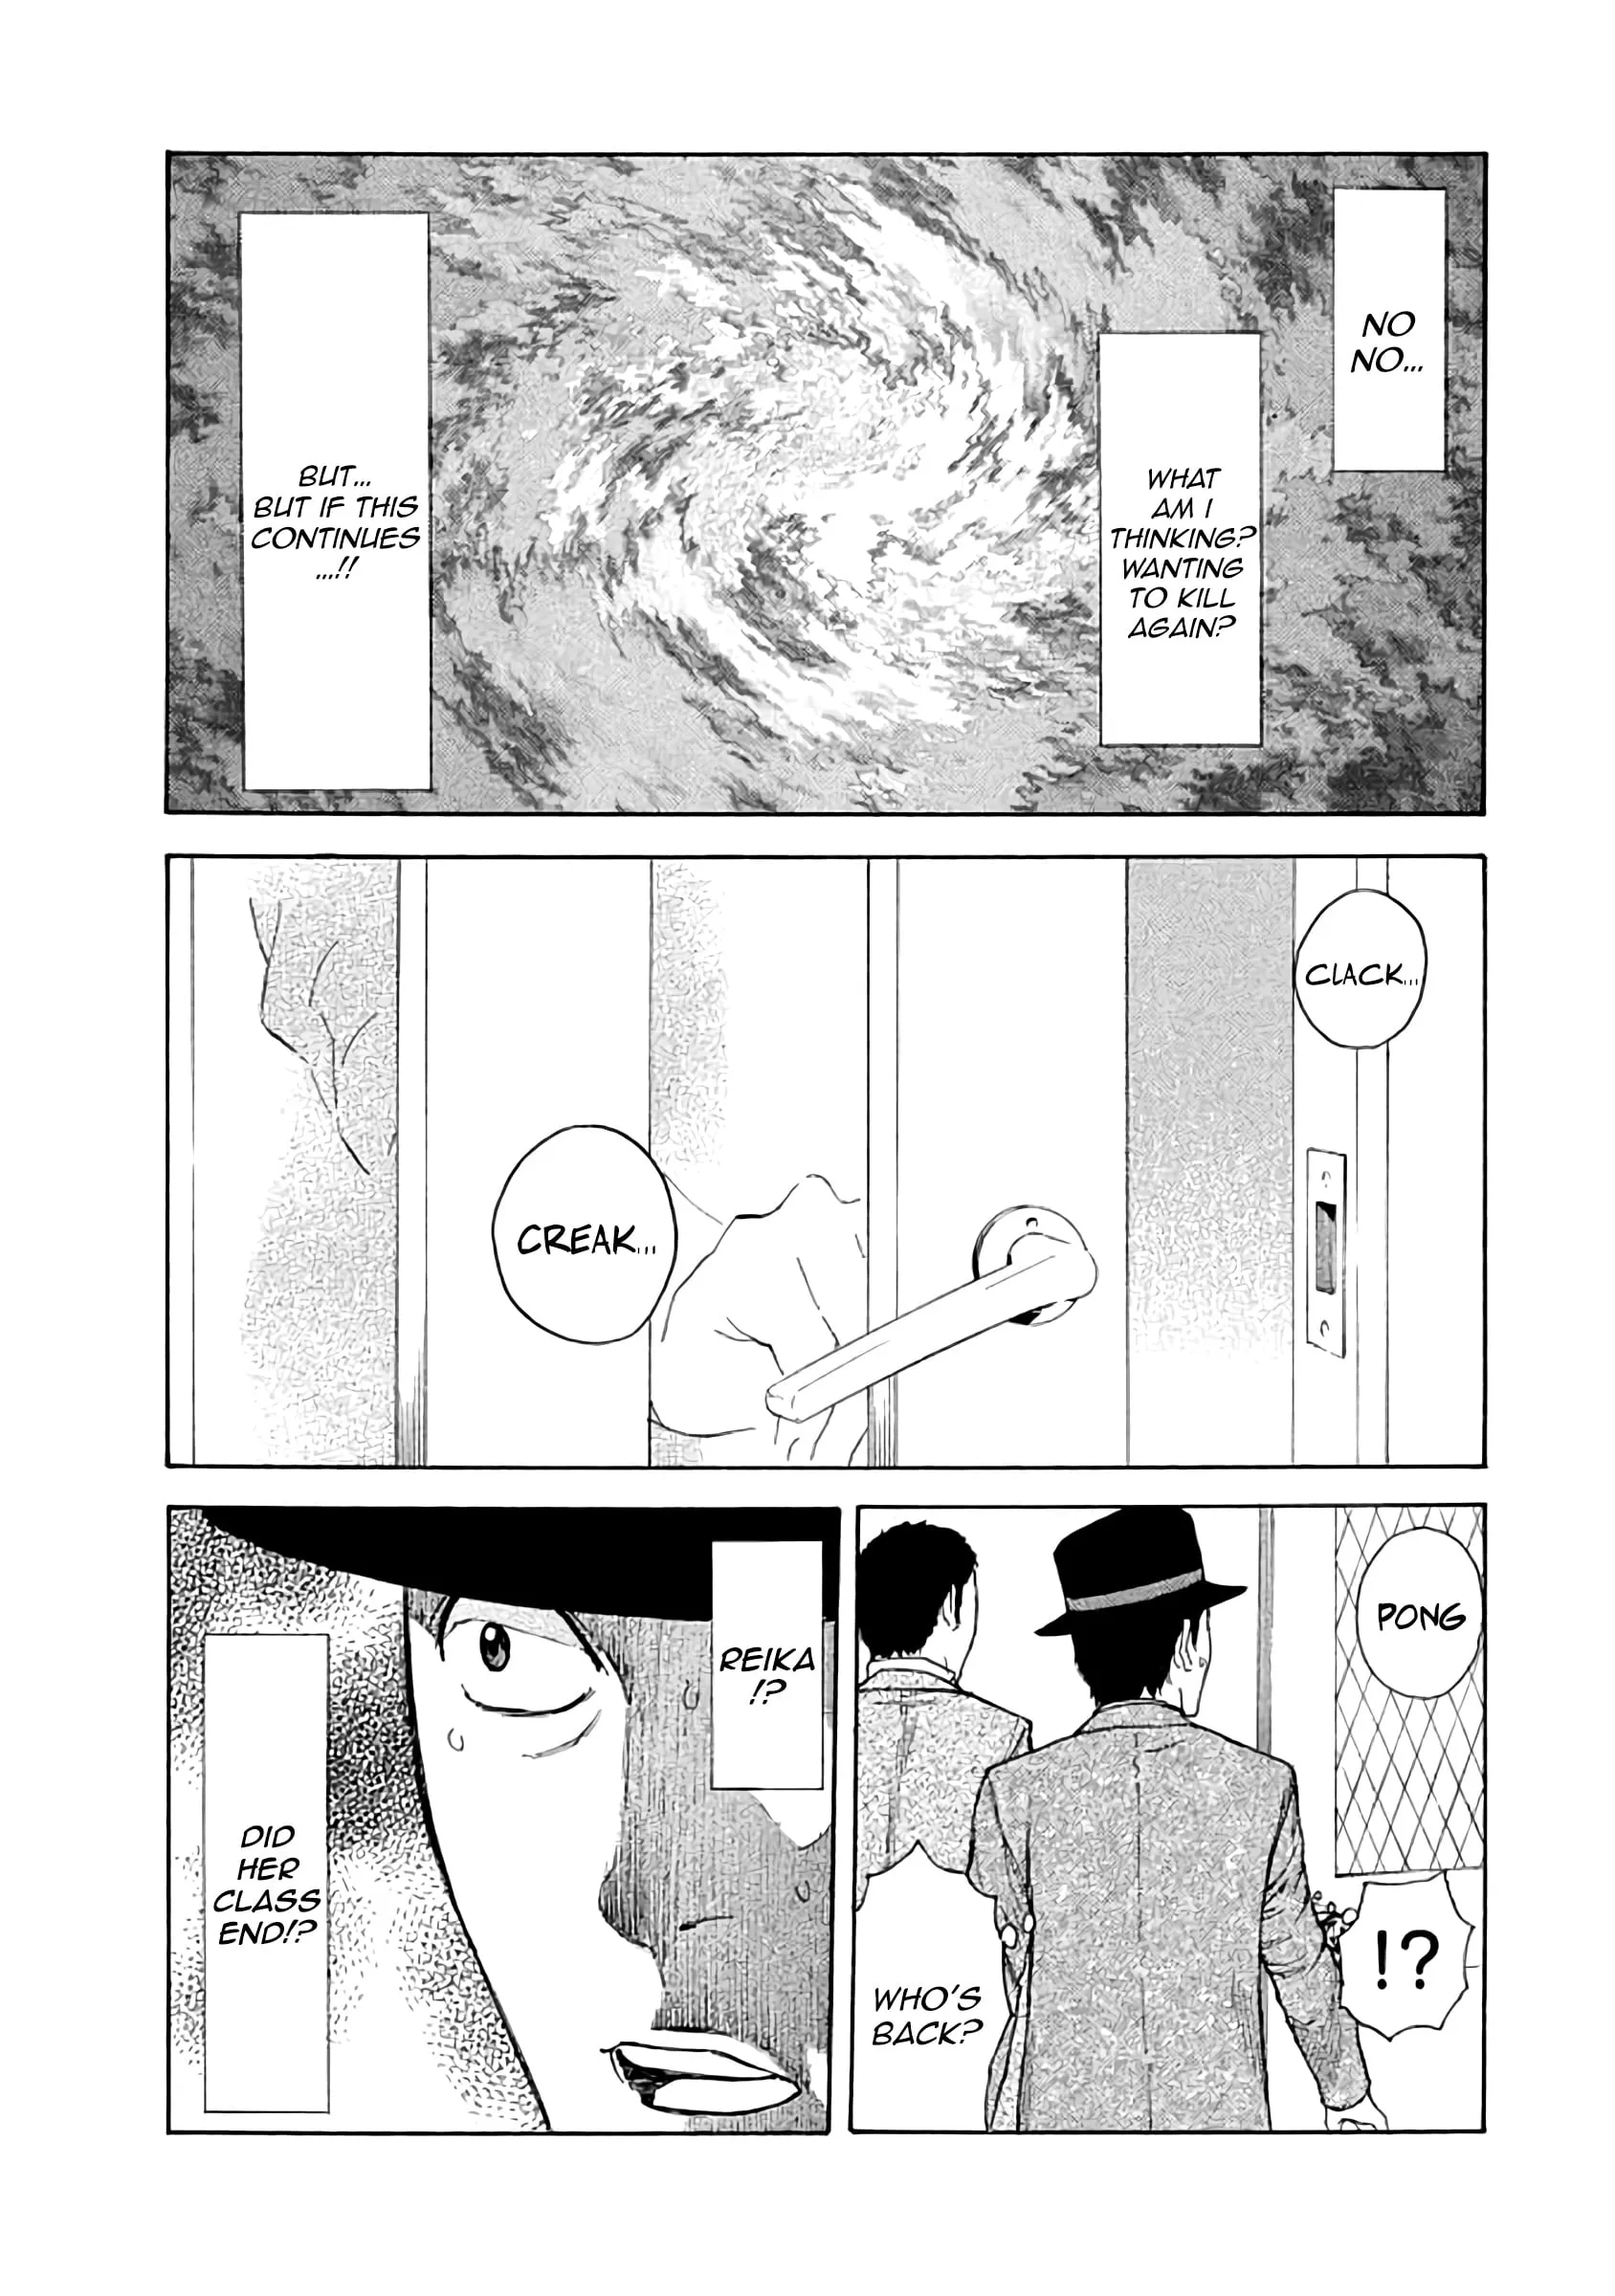 NO
NO...
WHAT
AM I
THINKING?
WANTING
TO KILL
AGAIN?
BUT...
BUT IF THIS
CONTINUES
...!!
CLACK...
CREAK...
PONG
!?
WHO'S
BACK?
REIKA
!?
DID
HER
CLASS
END!?